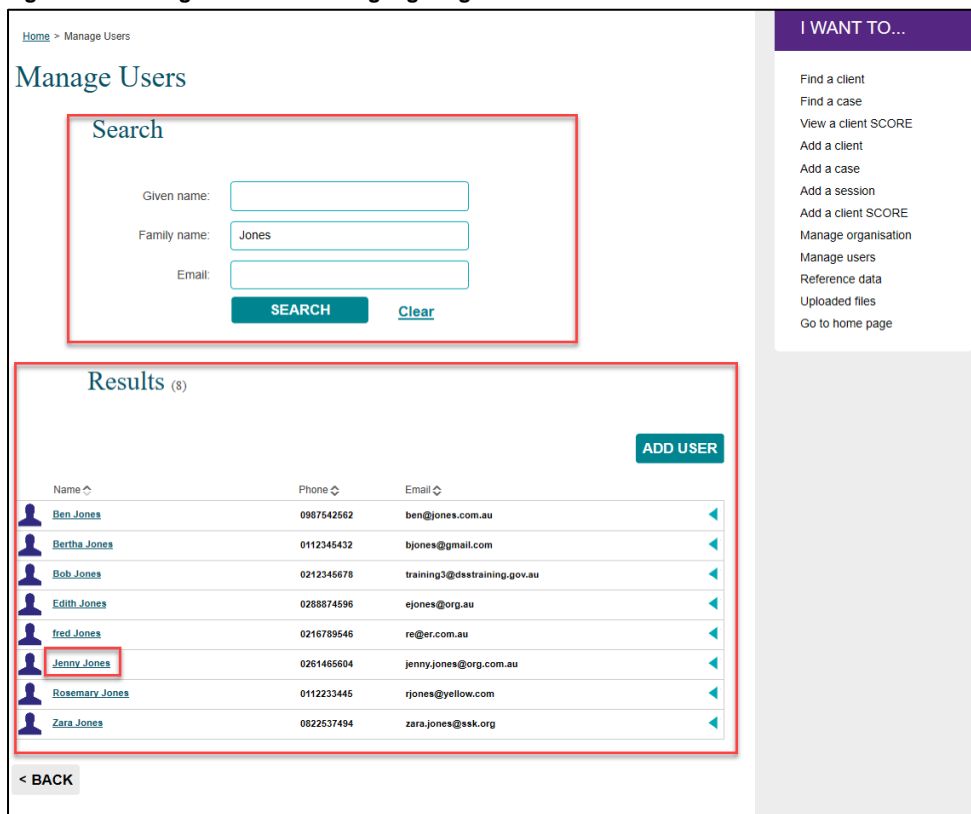 Home > Manage Users
Manage Users
Search
Given name:
Family name: Jones
Email:
SEARCH Clear
Results (8)
ADD USER
Name Phone Email
Ben Jones 0987542562 ben@jones.com.au
Bertha Jones 0112345432 bjones@gmail.com
Bob Jones 0212345678 training3@dsstraining.gov.au
Edith Jones 0288874596 ejones@org.au
fred Jones 0216789546 re@er.com.au
Jenny Jones 0261465604 jenny.jones@org.com.au
Rosemary Jones 0112233445 rjones@yellow.com
Zara Jones 0822537494 zara.jones@ssk.org
< BACK
I WANT TO...
Find a client
Find a case
View a client SCORE
Add a client
Add a case
Add a session
Add a client SCORE
Manage organisation
Manage users
Reference data
Uploaded files
Go to home page